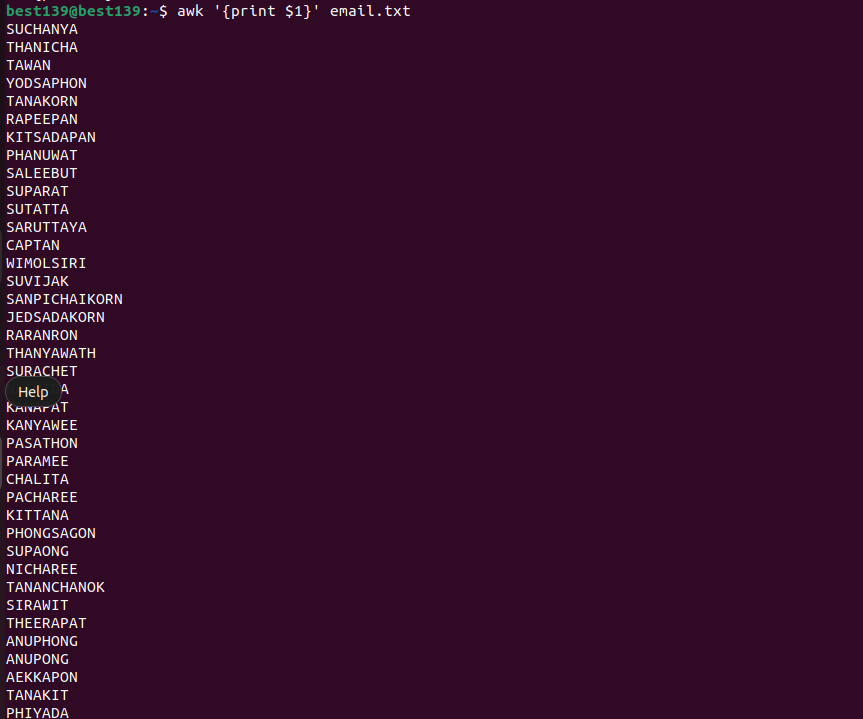 best139@best139:~$ awk '{print $1}' email.txt
SUCHANYA
THANICHA
TAWAN
YODSAPHON
TANAKORN
RAPEEPAN
KITSADAPAN
PHANUWAT
SALEEBUT
SUPARAT
SUTATTA
SARUTTAYA
CAPTAN
WIMOLSIRI
SUVIJAK
SANPICHAIKORN
JEDSADAKORN
RARANRON
THANYAWATH
SURACHET
Help
KANAPAT
KANYAWEE
PASATHON
PARAMEE
CHALITA
PACHAREE
KITTANA
PHONGSAGON
SUPAONG
NICHAREE
TANANCHANOK
SIRAWIT
THEERAPAT
ANUPHONG
ANUPONG
AEKKAPON
TANAKIT
PHIYADA